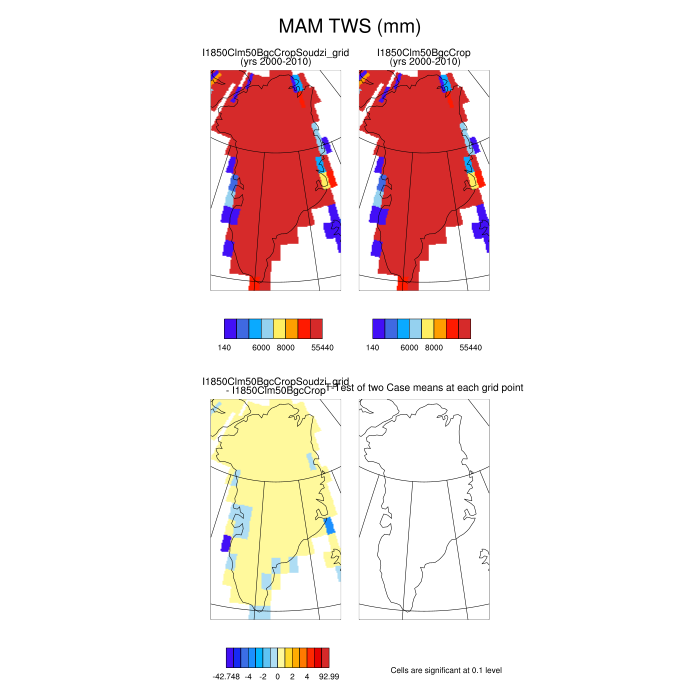 MAM TWS (mm)
I1850Clm50BgcCropSoudzi_grid
(yrs 2000-2010)
I1850Clm50BgcCrop
(yrs 2000-2010)
140 6000 8000 55440
140 6000 8000 55440
I1850Clm50BgcCropSoudzi_grid
- I1850Clm50BgcCrop
T-Test of two Case means at each grid point
-42.748 -4 -2 0 2 4 92.99
Cells are significant at 0.1 level